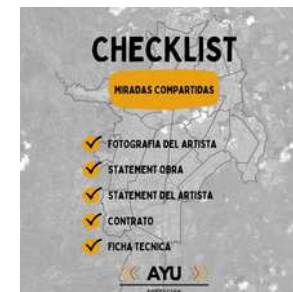 CHECKLIST
MIRADAS COMPARTIDAS
FOTOGRAFIA DEL ARTISTA
STATEMENT OBRA
STATEMENT DEL ARTISTA
CONTRATO
FICHA TECNICA
AYU